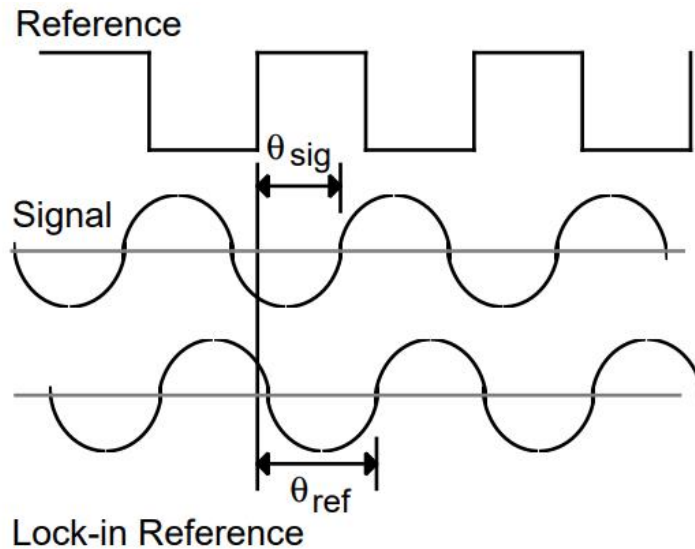 Reference
θsig
Signal
θref
Lock-in Reference